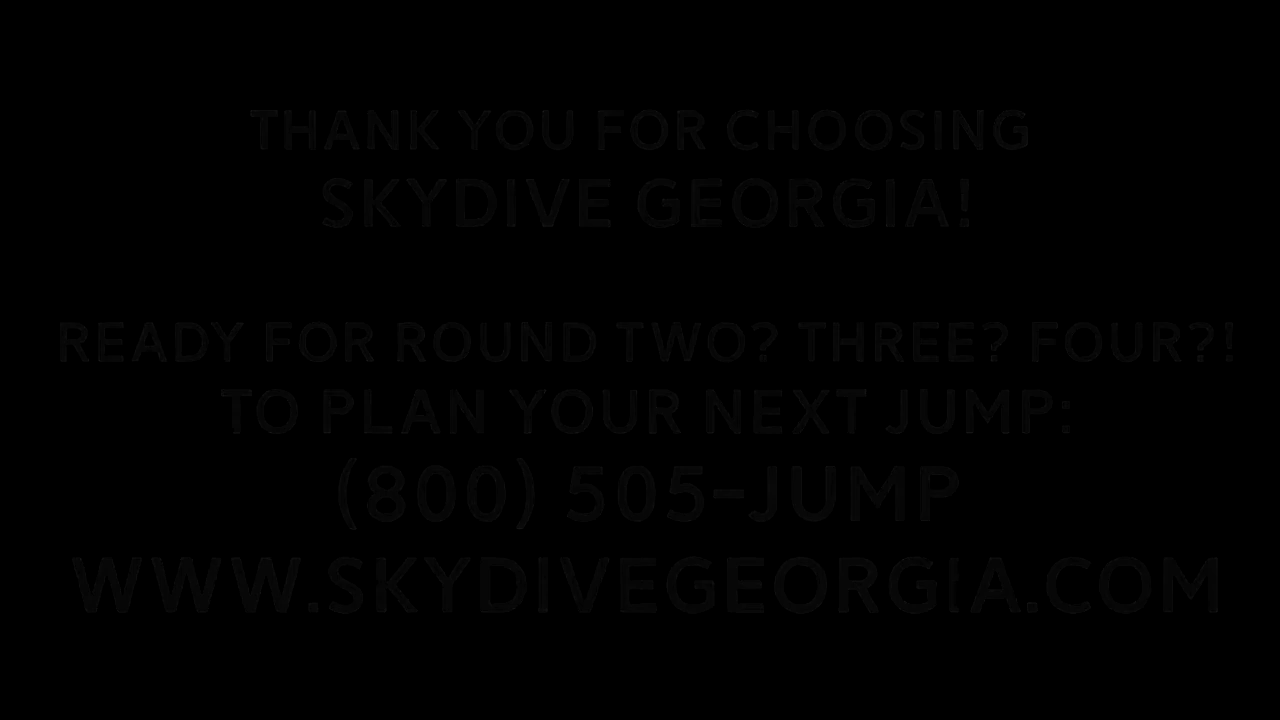 THANK YOU FOR CHOOSING
SKYDIVE GEORGIA!
READY FOR ROUND TWO? THREE? FOUR?!
TO PLAN YOUR NEXT JUMP:
(800) 505-JUMP
WWW.SKYDIVEGEORGIA.COM